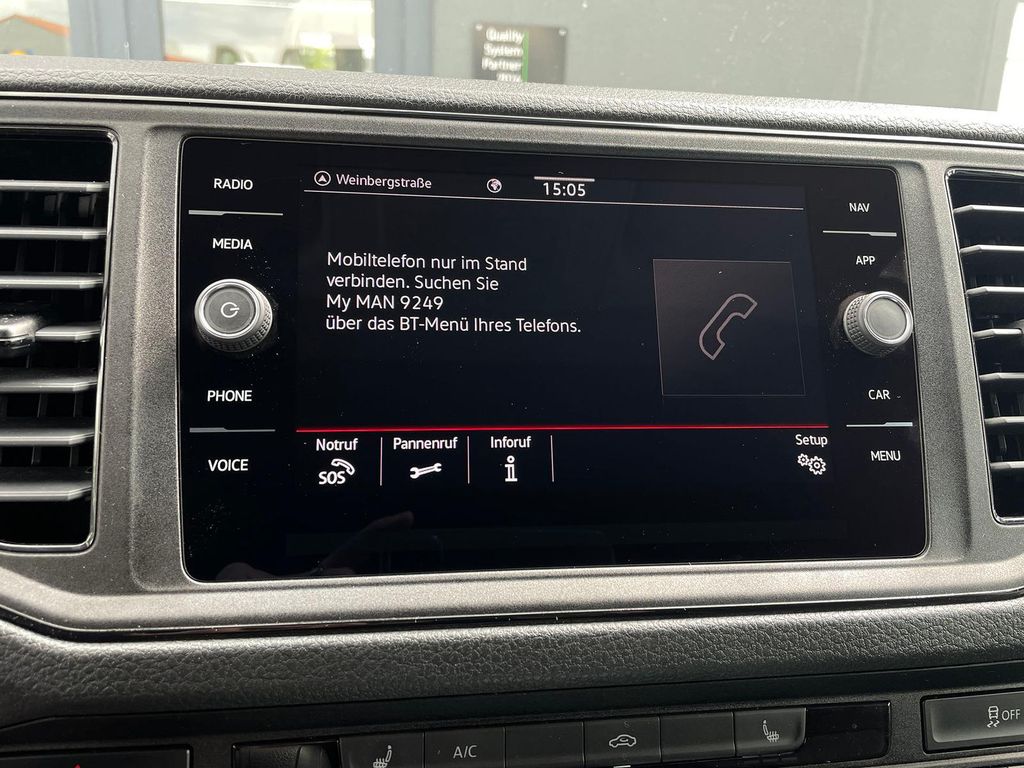 Quality
System
Partner
RADIO
MEDIA
PHONE
VOICE
Weinbergstraße
15:05
Mobiltelefon nur im Stand
verbinden. Suchen Sie
My MAN 9249
über das BT-Menü Ihres Telefons.
Notruf
SOS
Pannenruf
Inforuf
Setup
NAV
APP
CAR
MENU
A/C
OFF